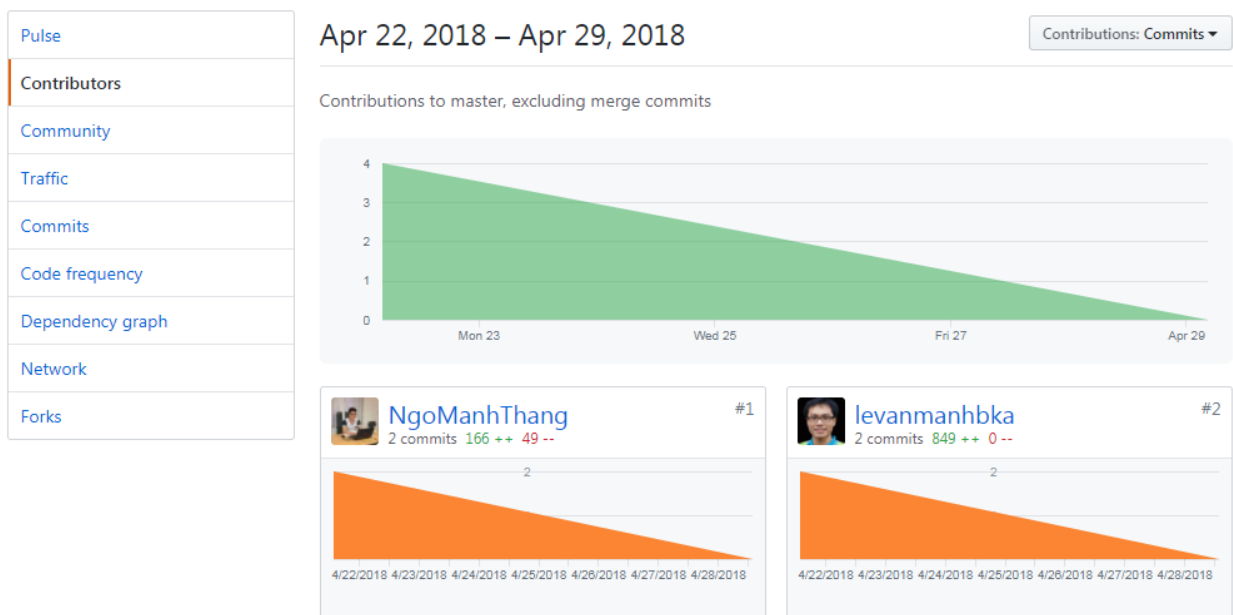 Pulse
Contributors
Community
Traffic
Commits
Code frequency
Dependency graph
Network
Forks
Apr 22, 2018 – Apr 29, 2018
Contributions: Commits
Contributions to master, excluding merge commits
4
3
2
1
0
Mon 23 Wed 25 Fri 27 Apr 29
NgoManhThang #1
2 commits 166 ++ 49 --
2
4/22/2018 4/23/2018 4/24/2018 4/25/2018 4/26/2018 4/27/2018 4/28/2018
levanmanhbka #2
2 commits 849 ++ 0 --
2
4/22/2018 4/23/2018 4/24/2018 4/25/2018 4/26/2018 4/27/2018 4/28/2018